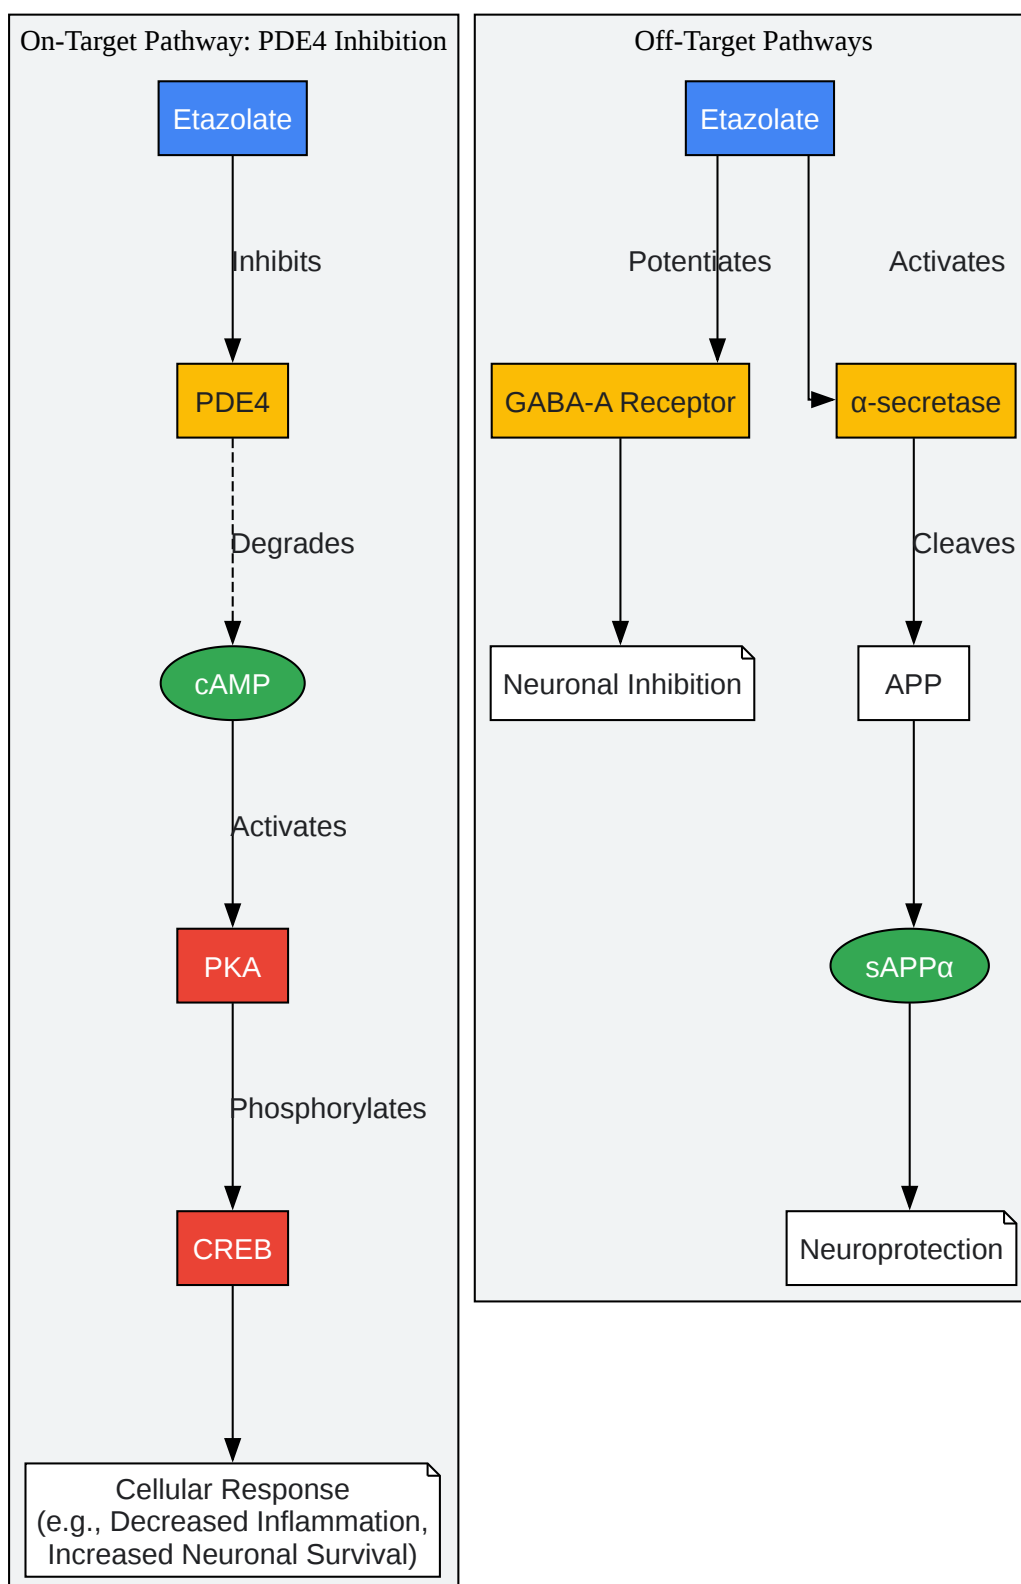 On-Target Pathway: PDE4 Inhibition
Etazolate
Inhibits
PDE4
Degrades
cAMP
Activates
PKA
Phosphorylates
CREB
Cellular Response
(e.g., Decreased Inflammation,
Increased Neuronal Survival)
Off-Target Pathways
Etazolate
Potentiates
Activates
GABA-A Receptor
α-secretase
Cleaves
Neuronal Inhibition
APP
sAPPα
Neuroprotection